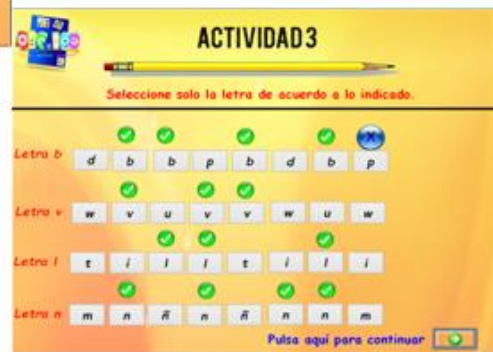 ACTIVIDAD 3
Seleccione solo la letra de acuerdo a lo indicado.
Letra b d b b p b d b p
Letra v w v u v v w u w
Letra l t i l l t i l i
Letra n m n ñ n ñ n n m
Pulsa aquí para continuar